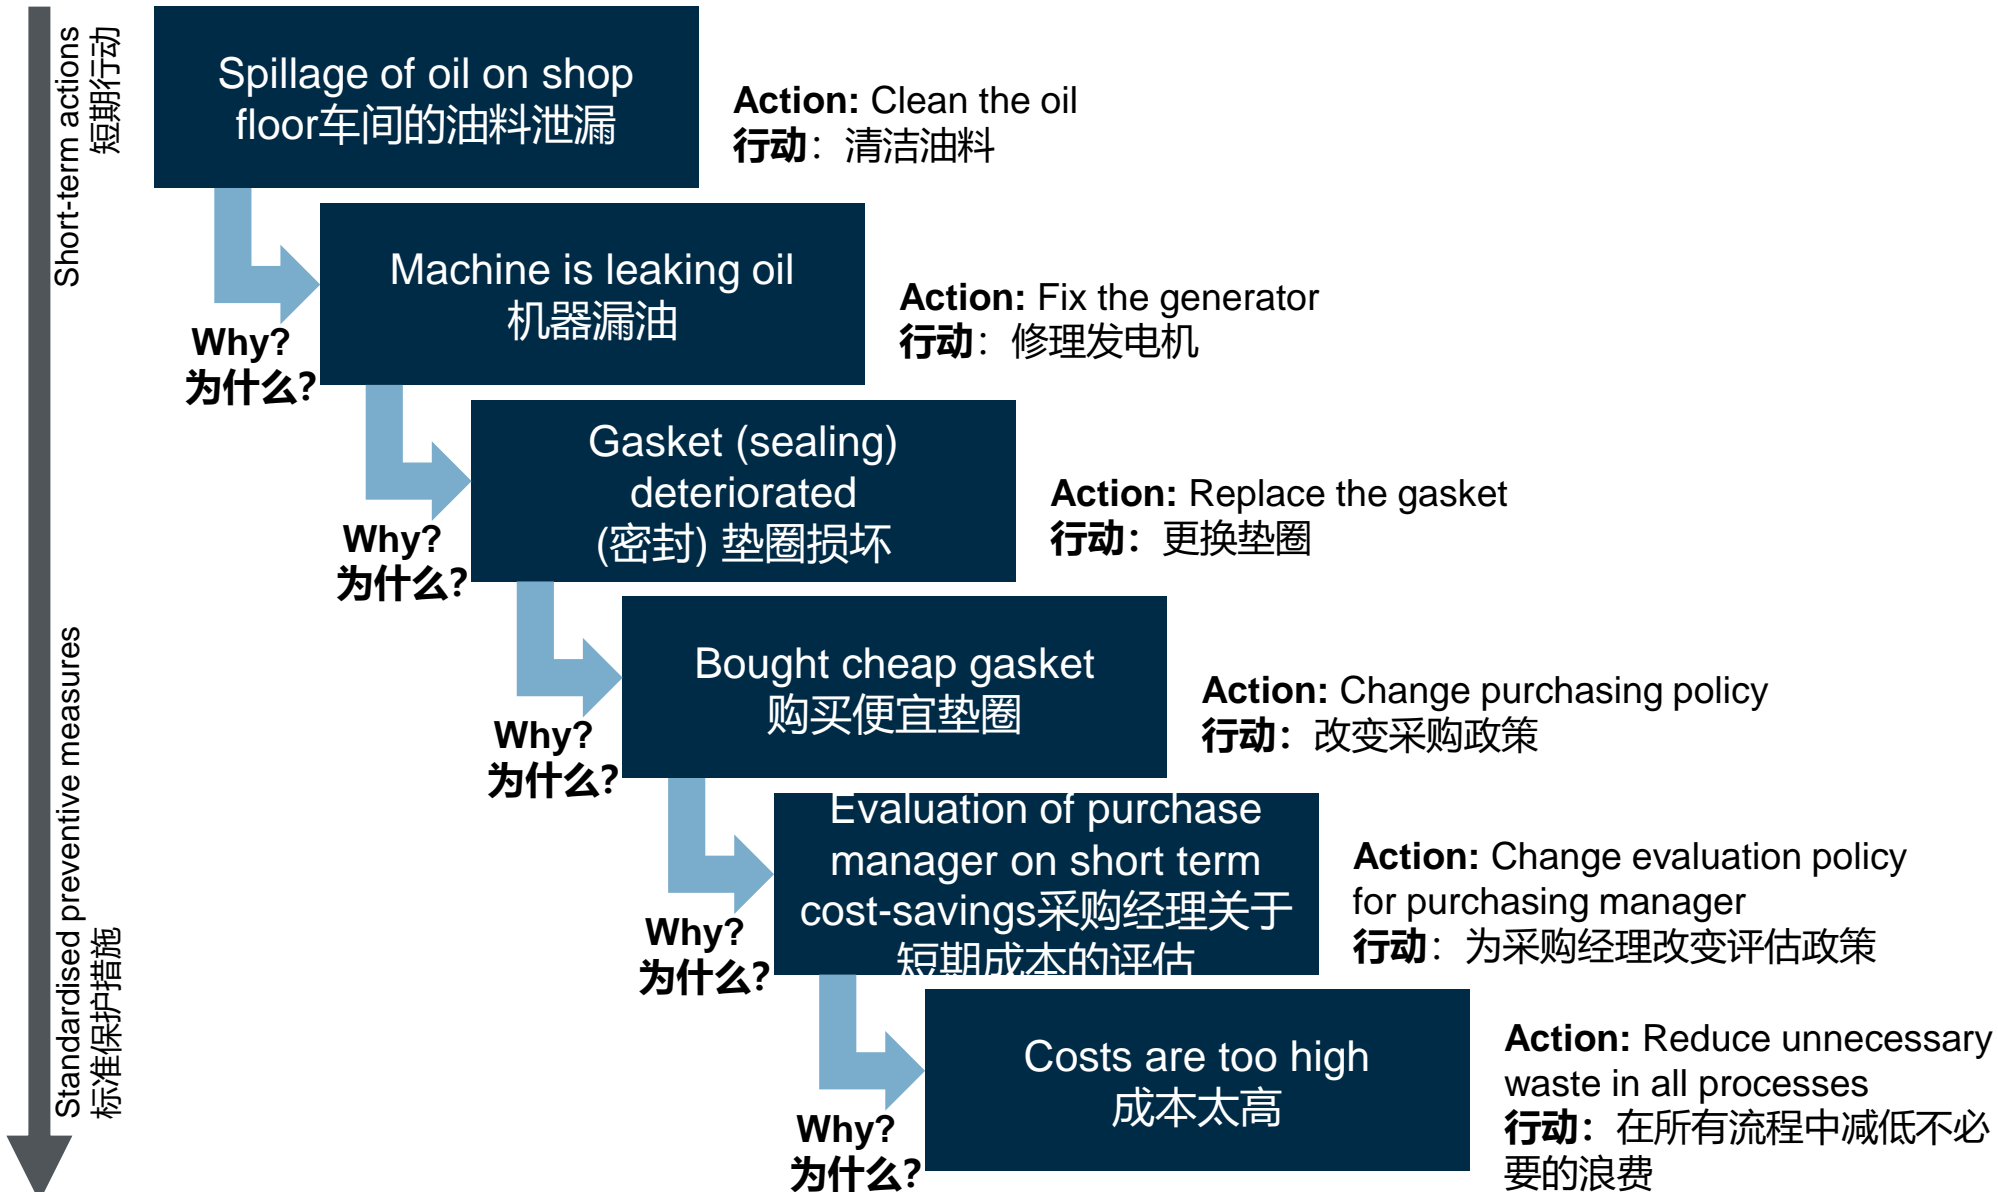 Short-term actions
短期行动
Spillage of oil on shop
floor车间的油料泄漏
Action: Clean the oil
行动：清洁油料
Why?
为什么?
Machine is leaking oil
机器漏油
Action: Fix the generator
行动：修理发电机
Why?
为什么?
Gasket (sealing)
deteriorated
(密封) 垫圈损坏
Action: Replace the gasket
行动：更换垫圈
Why?
为什么?
Bought cheap gasket
购买便宜垫圈
Action: Change purchasing policy
行动：改变采购政策
Why?
为什么?
Evaluation of purchase
manager on short term
cost-savings采购经理关于
短期成本的评估
Action: Change evaluation policy
for purchasing manager
行动：为采购经理改变评估政策
Why?
为什么?
Costs are too high
成本太高
Action: Reduce unnecessary
waste in all processes
行动：在所有流程中减低不必
要的浪费
Standardised preventive measures
标准保护措施